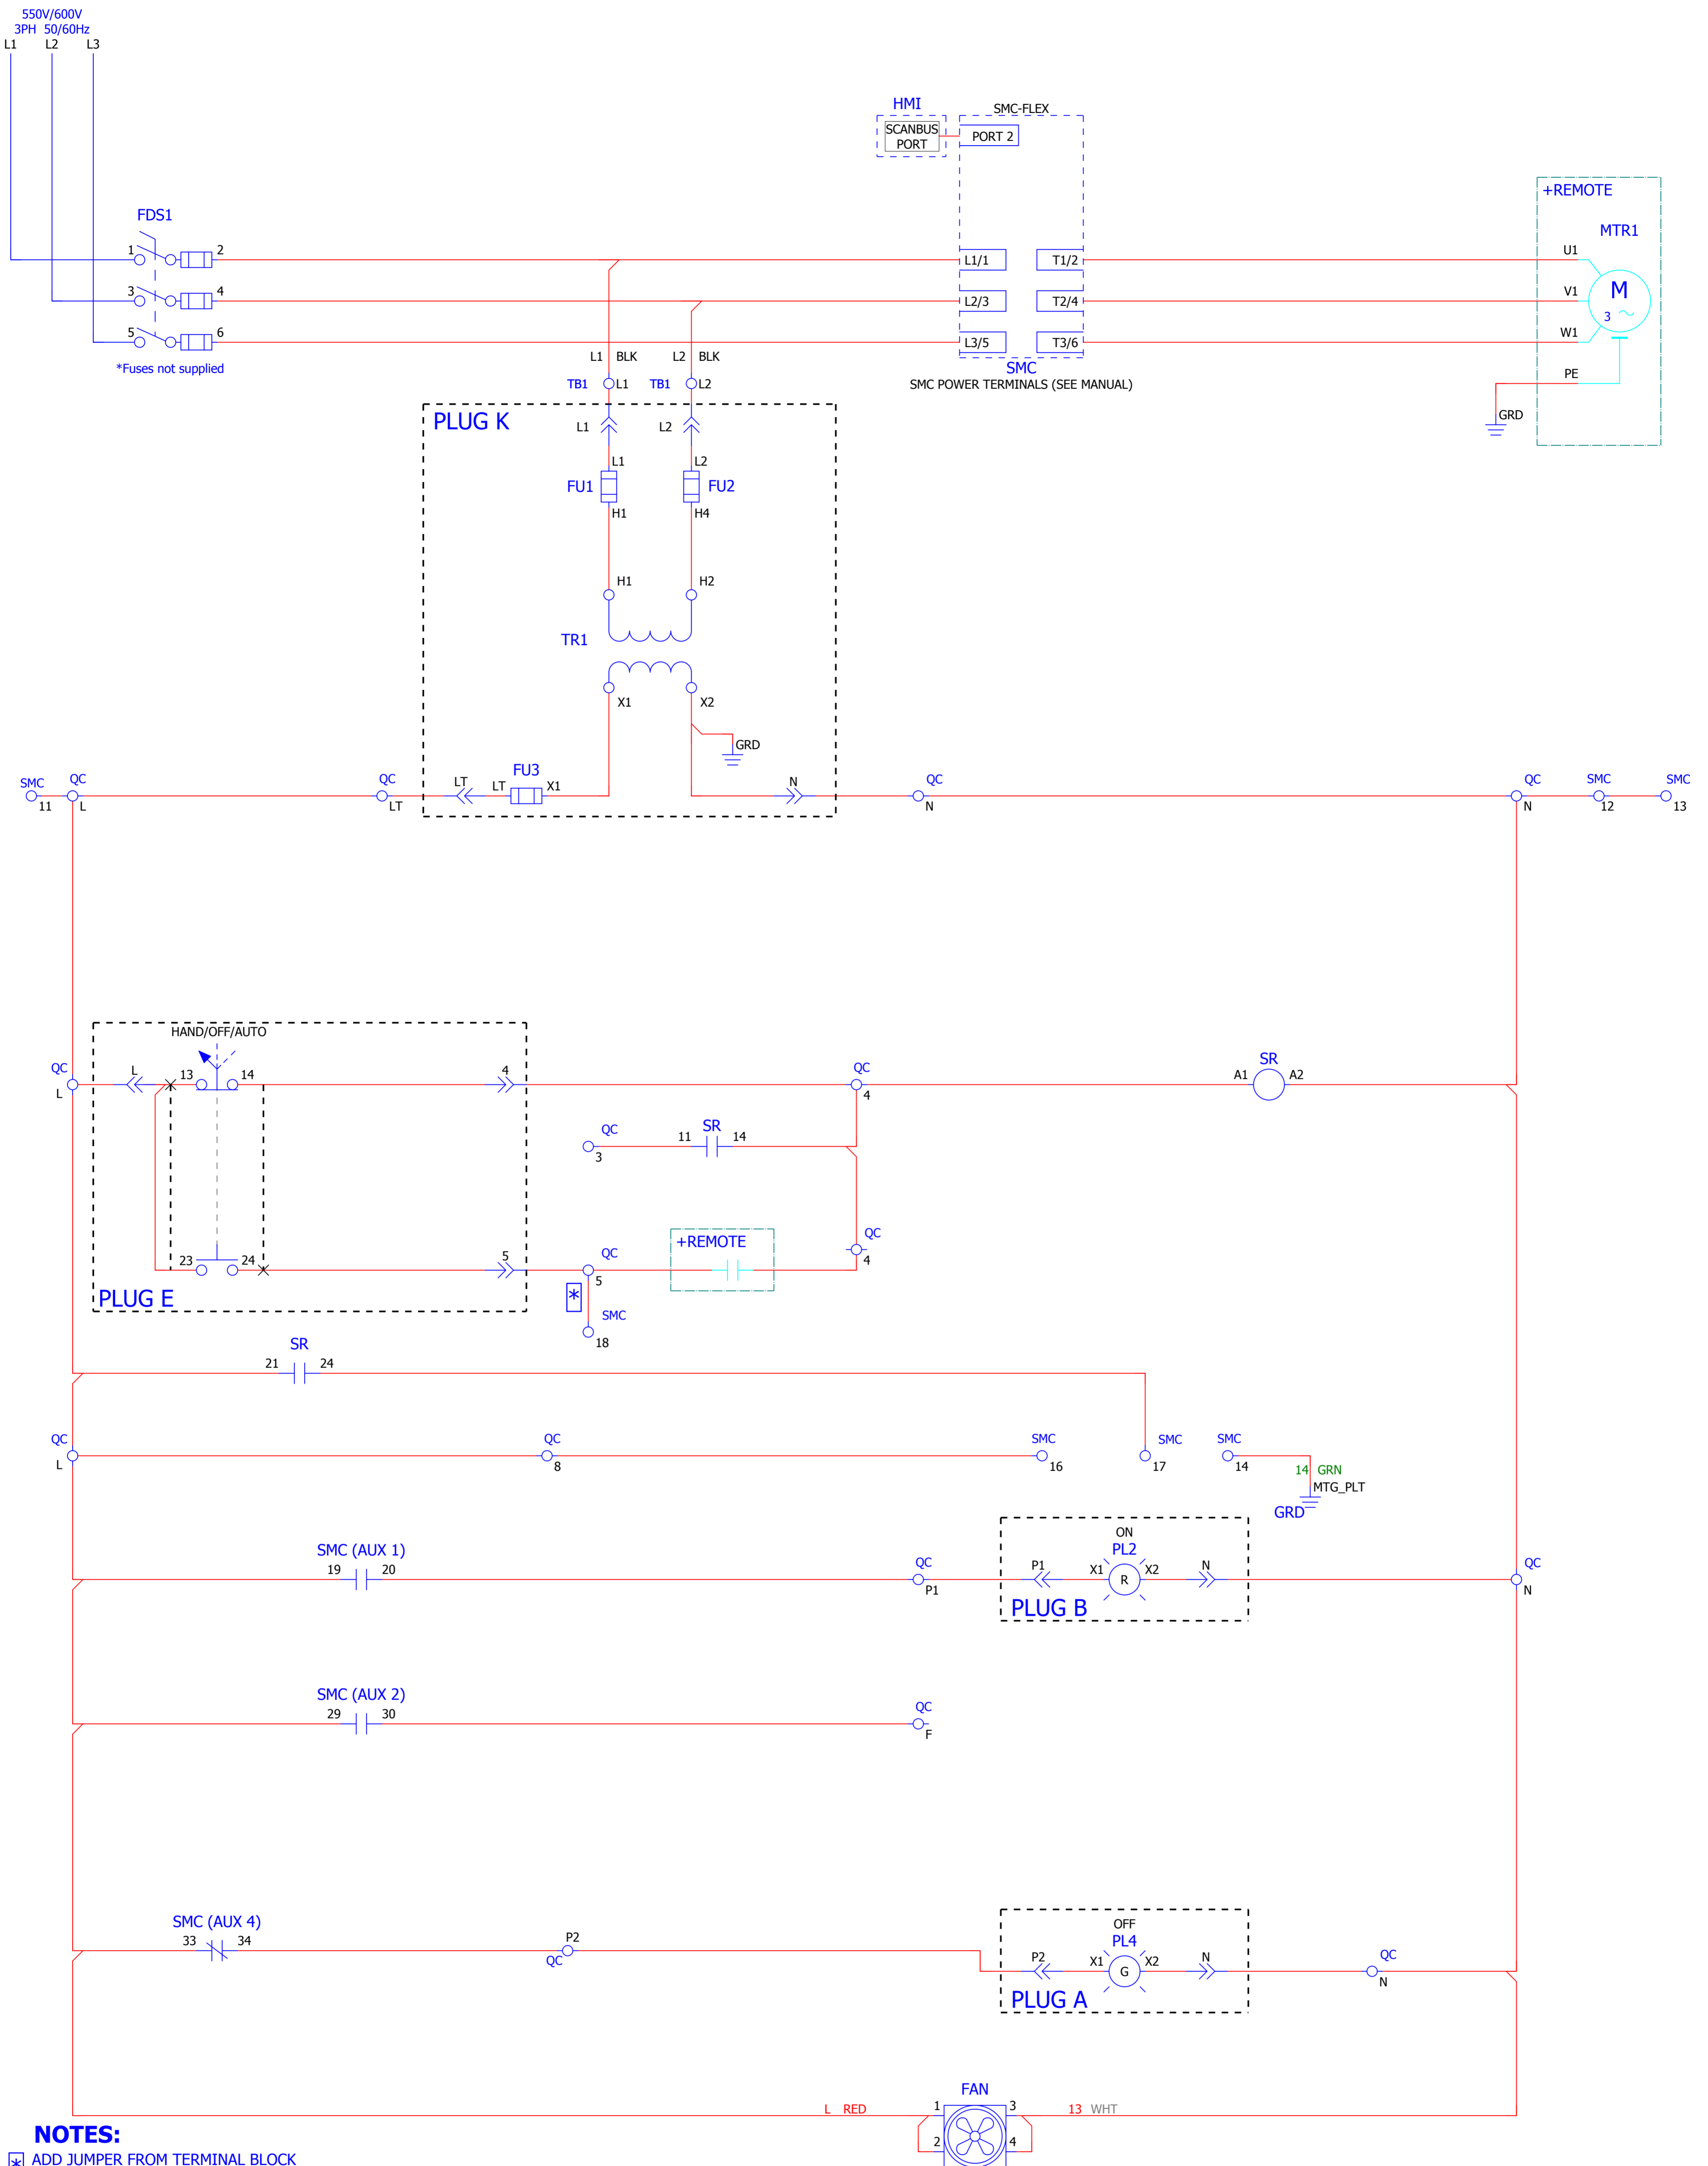 550V/600V
3PH 50/60Hz
L1 L2 L3
HMI
SMC-FLEX
SCANBUS
PORT
PORT 2
+REMOTE
FDS1
MTR1
1 2
L1/1 T1/2
U1
3 4
L2/3 T2/4
V1
M
3
5 6
L3/5 T3/6
W1
*Fuses not supplied
L1 BLK L2 BLK
SMC
SMC POWER TERMINALS (SEE MANUAL)
PE
GRD
TB1 L1 TB1 L2
PLUG K
L1 L2
L1 L2
FU1 FU2
H1 H4
H1 H2
TR1
X1 X2
GRD
SMC QC QC LT LT FU3 X1 N QC QC SMC SMC
11 L LT N N 12 13
HAND/OFF/AUTO
QC L 13 14 4 QC A1 SR A2
L 4
QC 11 SR 14
3
QC
4
+REMOTE
23 24 5 QC
5
PLUG E
*
SMC
18
SR
21 24
QC QC SMC SMC SMC
L 8 16 17 14
14 GRN
MTG_PLT
GRD
ON
SMC (AUX 1) PL2
19 20 QC P1 X1 R X2 N QC
P1 N
PLUG B
SMC (AUX 2)
29 30 QC
F
OFF
SMC (AUX 4) PL4
33 34 P2
QC
P2 X1 G X2 N QC
N
PLUG A
FAN
L RED 1 3 13 WHT
2 4
NOTES:
* ADD JUMPER FROM TERMINAL BLOCK